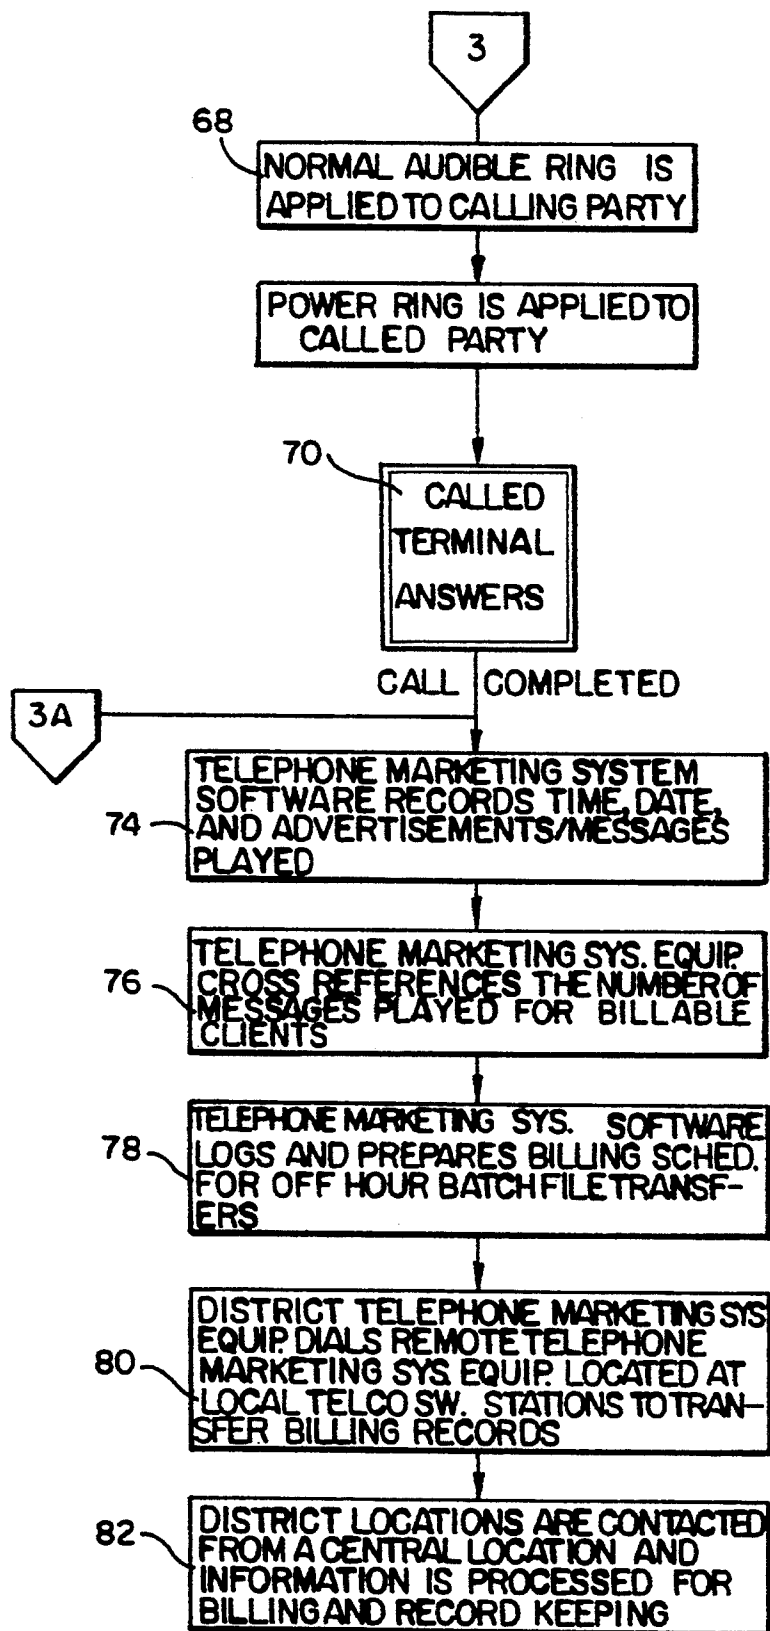 3
68
NORMAL AUDIBLE RING IS
APPLIED TO CALLING PARTY
POWER RING IS APPLIED TO
CALLED PARTY
70
CALLED
TERMINAL
ANSWERS
CALL COMPLETED
3A
TELEPHONE MARKETING SYSTEM
SOFTWARE RECORDS TIME, DATE,
74
AND ADVERTISEMENTS/MESSAGES
PLAYED
TELEPHONE MARKETING SYS. EQUIP.
76
CROSS REFERENCES THE NUMBER OF
MESSAGES PLAYED FOR BILLABLE
CLIENTS
TELEPHONE MARKETING SYS. SOFTWARE
78
LOGS AND PREPARES BILLING SCHED.
FOR OFF HOUR BATCH FILE TRANSF-
ERS
DISTRICT TELEPHONE MARKETING SYS
EQUIP. DIALS REMOTE TELEPHONE
80
MARKETING SYS. EQUIP. LOCATED AT
LOCAL TELCO SW. STATIONS TO TRAN-
SFER BILLING RECORDS
82
DISTRICT LOCATIONS ARE CONTACTED
FROM A CENTRAL LOCATION AND
INFORMATION IS PROCESSED FOR
BILLING AND RECORD KEEPING